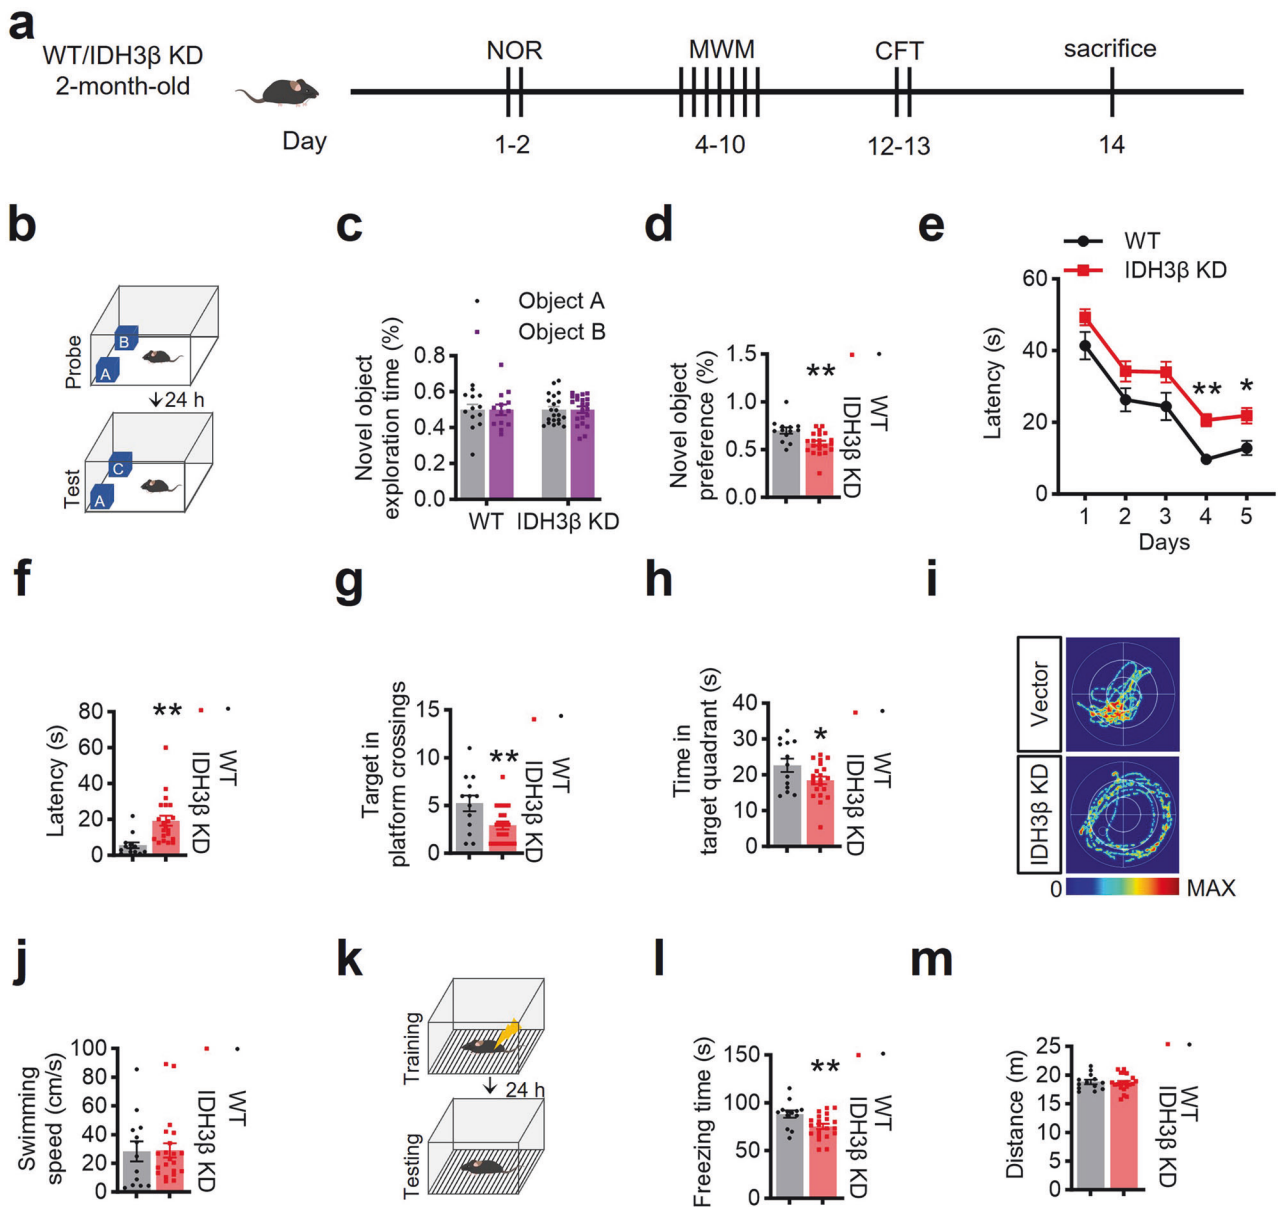 a
WT/IDH3β KD
2-month-old
NOR
MWM
CFT
sacrifice
Day
1-2
4-10
12-13
14
b
Probe
B
A
24 h
Test
C
A
c
Object A
Object B
Novel object
exploration time (%)
0.8
0.6
0.4
0.2
0.0
WT
IDH3β KD
d
Novel object
preference (%)
1.5
1.0
0.5
0.0
**
IDH3β KD
WT
e
WT
IDH3β KD
Latency (s)
60
40
20
0
**
*
1 2 3 4 5
Days
f
Latency (s)
80
60
40
20
0
**
IDH3β KD
WT
g
Target in
platform crossings
15
10
5
0
**
IDH3β KD
WT
h
Time in
target quadrant (s)
40
30
20
10
0
*
IDH3β KD
WT
i
Vector
IDH3β KD
0
MAX
j
Swimming
speed (cm/s)
100
80
60
40
20
0
IDH3β KD
WT
k
Training
24 h
Testing
l
Freezing time (s)
150
100
50
0
**
IDH3β KD
WT
m
Distance (m)
25
20
15
10
5
0
IDH3β KD
WT